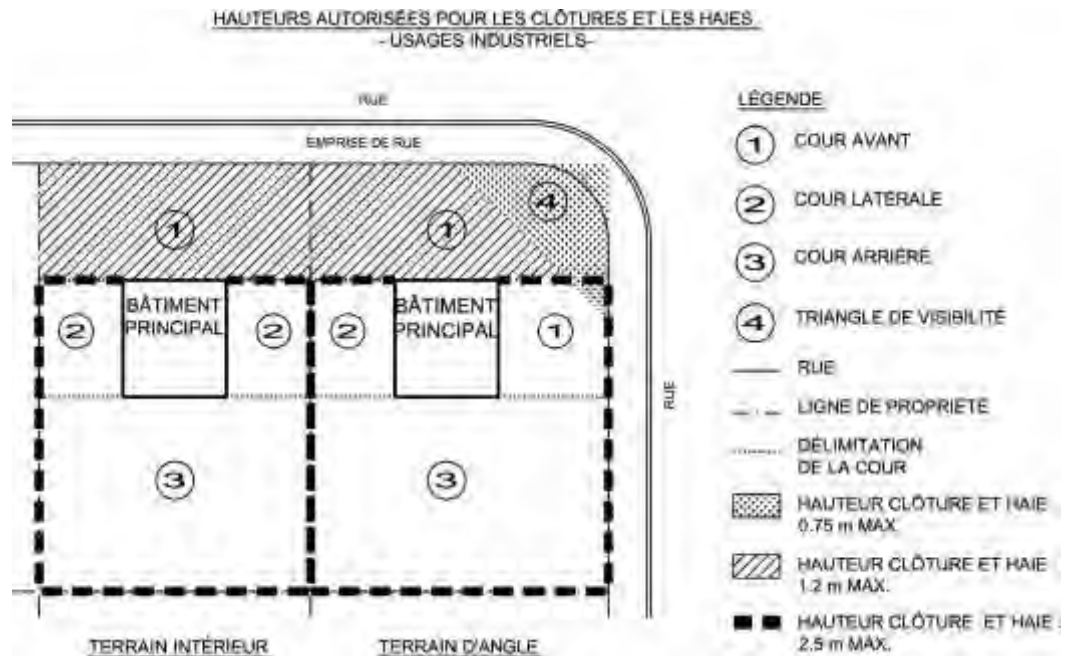 HAUTEURS AUTORISÉES POUR LES CLÔTURES ET LES HAIES
- USAGES INDUSTRIELS-
RUE
EMPRISE DE RUE
4
1
1
BÂTIMENT
PRINCIPAL
BÂTIMENT
PRINCIPAL
2
2
2
1
3
3
RUE
TERRAIN INTÉRIEUR
TERRAIN D'ANGLE
LÉGENDE
1 COUR AVANT
2 COUR LATÉRALE
3 COUR ARRIÈRE
4 TRIANGLE DE VISIBILITÉ
RUE
LIGNE DE PROPRIÉTÉ
DÉLIMITATION
DE LA COUR
HAUTEUR CLÔTURE ET HAIE
0.75 m MAX.
HAUTEUR CLÔTURE ET HAIE
1.2 m MAX.
HAUTEUR CLÔTURE ET HAIE
2.5 m MAX.